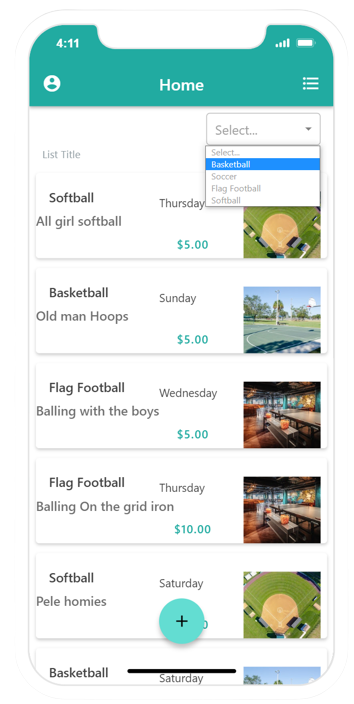 4:11
Home
Select...
List Title
Select...
Basketball
Soccer
Flag Football
Softball
Softball
Thursday
All girl softball
$5.00
Basketball
Sunday
Old man Hoops
$5.00
Flag Football
Wednesday
Balling with the boys
$5.00
Flag Football
Thursday
Balling On the grid iron
$10.00
Softball
Saturday
Pele homies
+
Basketball
Saturday